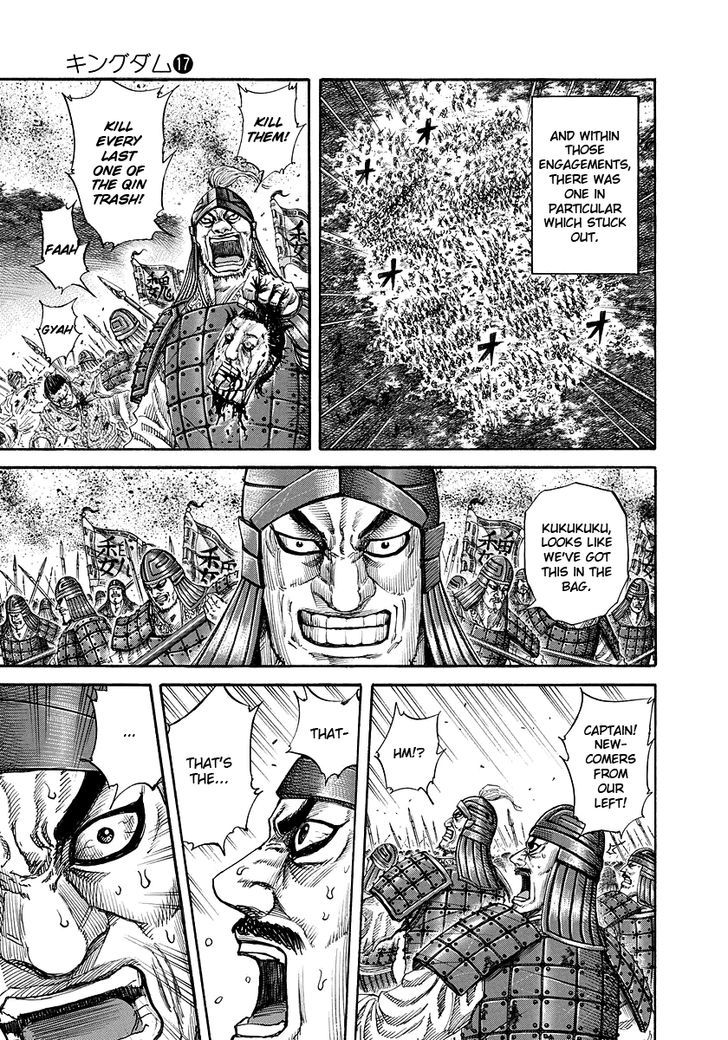 キングダム⓱
AND WITHIN
THOSE
ENGAGEMENTS,
THERE WAS
ONE IN
PARTICULAR
WHICH STUCK
OUT.
KILL
THEM!
KILL
EVERY
LAST
ONE OF
THE QIN
TRASH!
FAAH
GYAH
KUKUKUKU,
LOOKS LIKE
WE'VE GOT
THIS IN THE
BAG.
CAPTAIN!
NEW-
COMERS
FROM
OUR
LEFT!
HM!?
THAT-
THAT'S
THE...
...